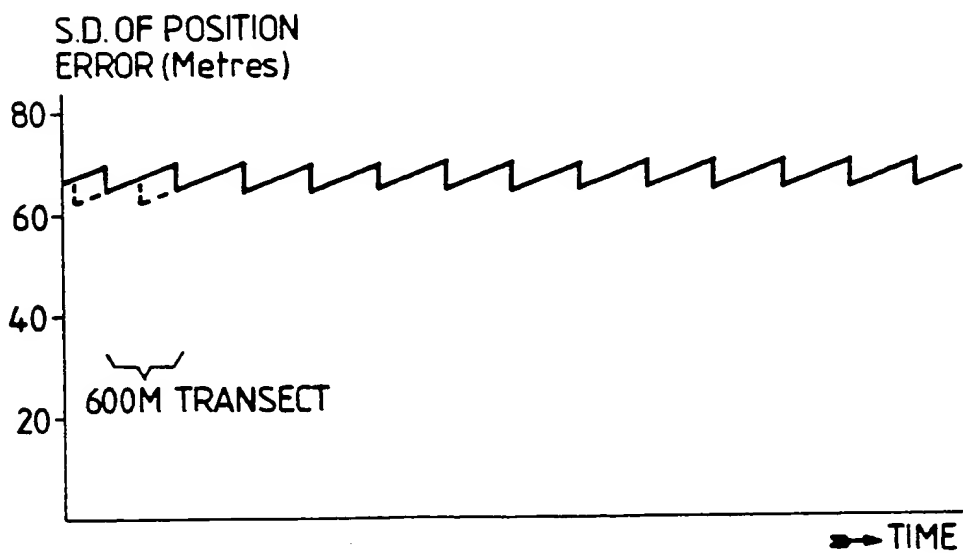 S.D. OF POSITION
ERROR (Metres)
80
60
40
600M TRANSECT
20
TIME